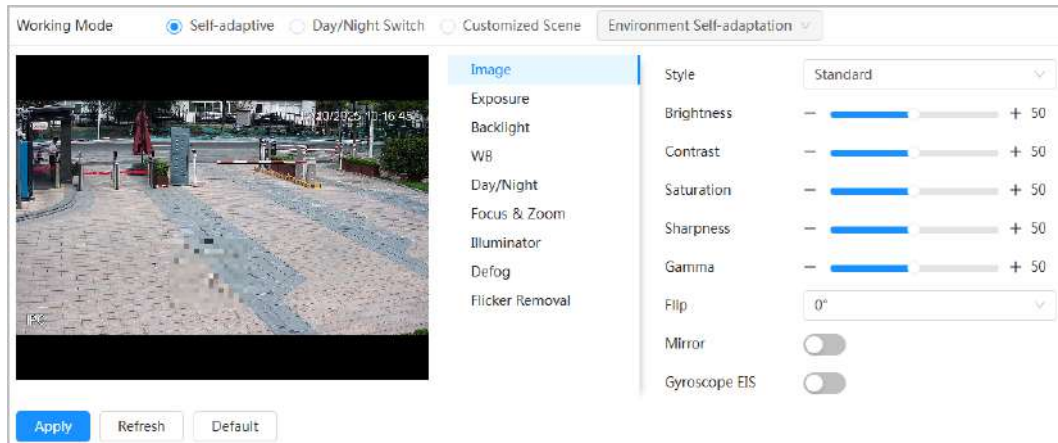 Working Mode Self-adaptive Day/Night Switch Customized Scene Environment Self-adaptation
Image
Exposure
Backlight
WB
Day/Night
Focus & Zoom
Illuminator
Defog
Flicker Removal
Style Standard
Brightness − + 50
Contrast − + 50
Saturation − + 50
Sharpness − + 50
Gamma − + 50
Flip 0°
Mirror
Gyroscope EIS
IPC
Apply Refresh Default